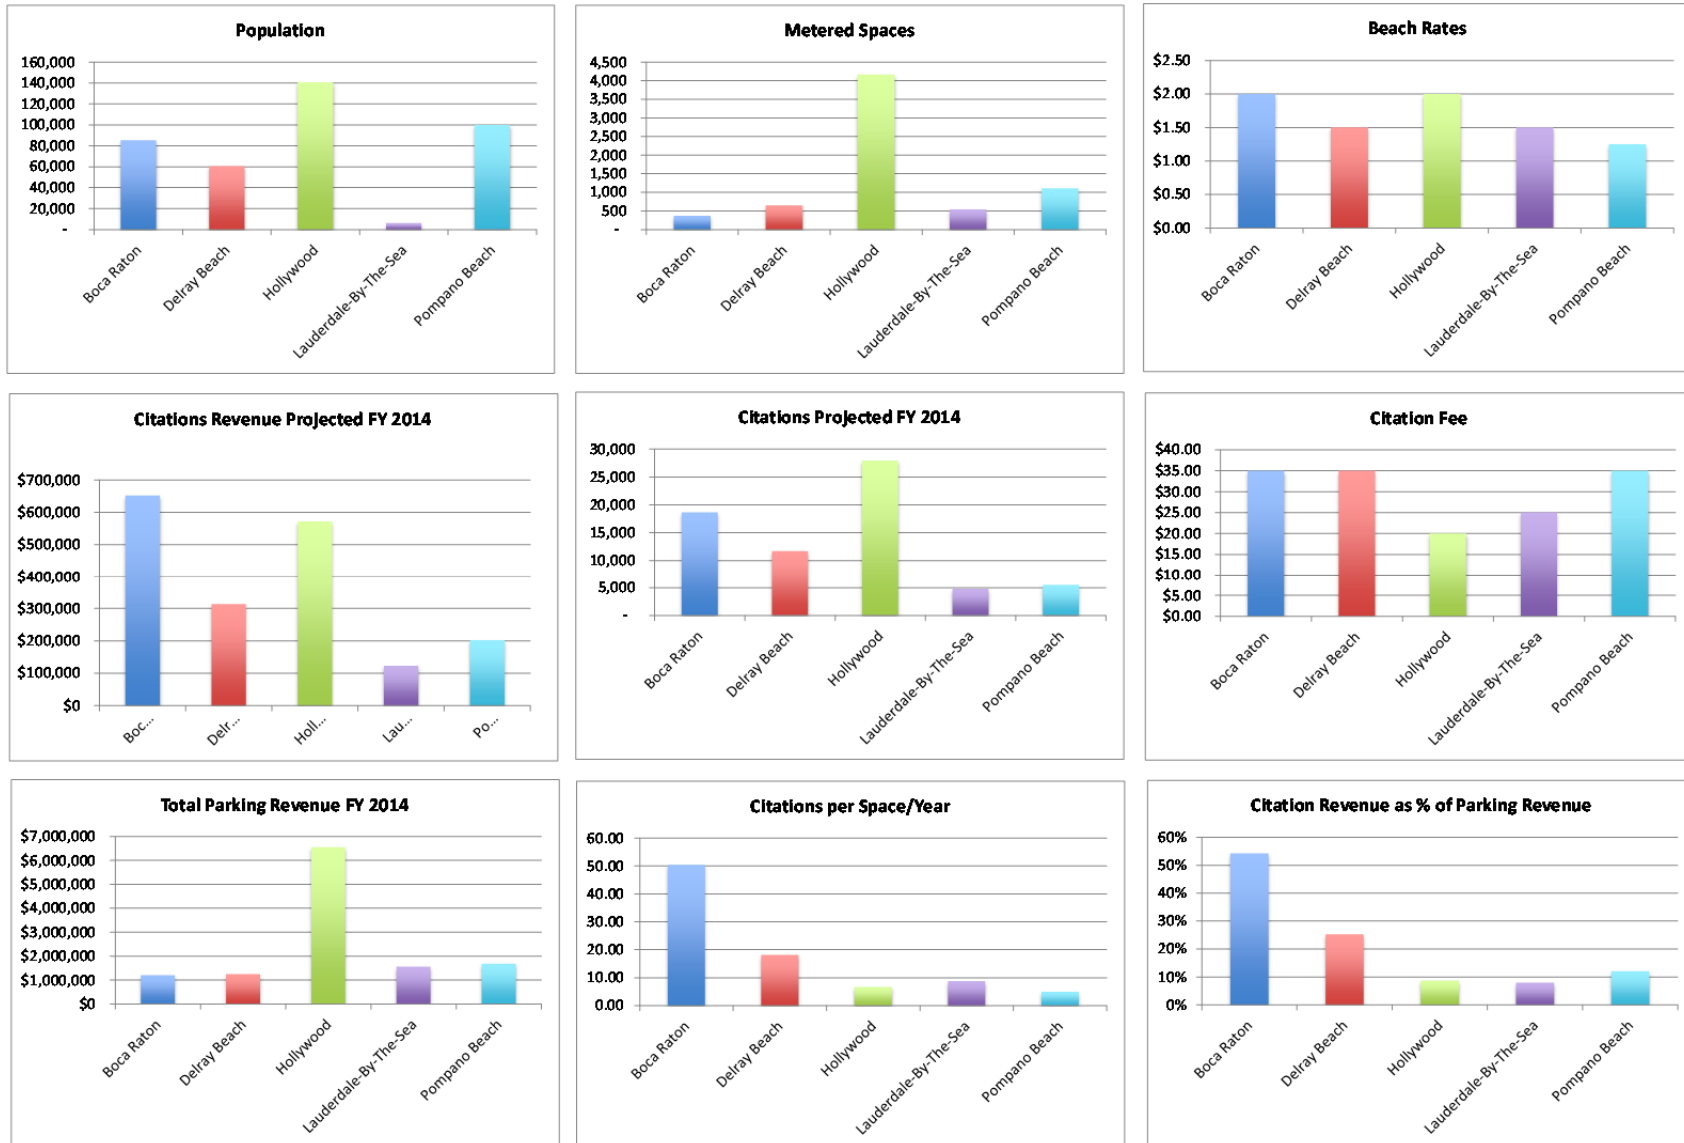 Population
160,000
140,000
120,000
100,000
80,000
60,000
40,000
20,000
-
Boca Raton
Delray Beach
Hollywood
Lauderdale-By-The-Sea
Pompano Beach
Metered Spaces
4,500
4,000
3,500
3,000
2,500
2,000
1,500
1,000
500
-
Boca Raton
Delray Beach
Hollywood
Lauderdale-By-The-Sea
Pompano Beach
Beach Rates
$2.50
$2.00
$1.50
$1.00
$0.50
$0.00
Boca Raton
Delray Beach
Hollywood
Lauderdale-By-The-Sea
Pompano Beach
Citations Revenue Projected FY 2014
$700,000
$600,000
$500,000
$400,000
$300,000
$200,000
$100,000
$0
Boc...
Delr...
Holl...
Lau...
Po...
Citations Projected FY 2014
30,000
25,000
20,000
15,000
10,000
5,000
-
Boca Raton
Delray Beach
Hollywood
Lauderdale-By-The-Sea
Pompano Beach
Citation Fee
$40.00
$35.00
$30.00
$25.00
$20.00
$15.00
$10.00
$5.00
$0.00
Boca Raton
Delray Beach
Hollywood
Lauderdale-By-The-Sea
Pompano Beach
Total Parking Revenue FY 2014
$7,000,000
$6,000,000
$5,000,000
$4,000,000
$3,000,000
$2,000,000
$1,000,000
$0
Boca Raton
Delray Beach
Hollywood
Lauderdale-By-The-Sea
Pompano Beach
Citations per Space/Year
60.00
50.00
40.00
30.00
20.00
10.00
0.00
Boca Raton
Delray Beach
Hollywood
Lauderdale-By-The-Sea
Pompano Beach
Citation Revenue as % of Parking Revenue
60%
50%
40%
30%
20%
10%
0%
Boca Raton
Delray Beach
Hollywood
Lauderdale-By-The-Sea
Pompano Beach